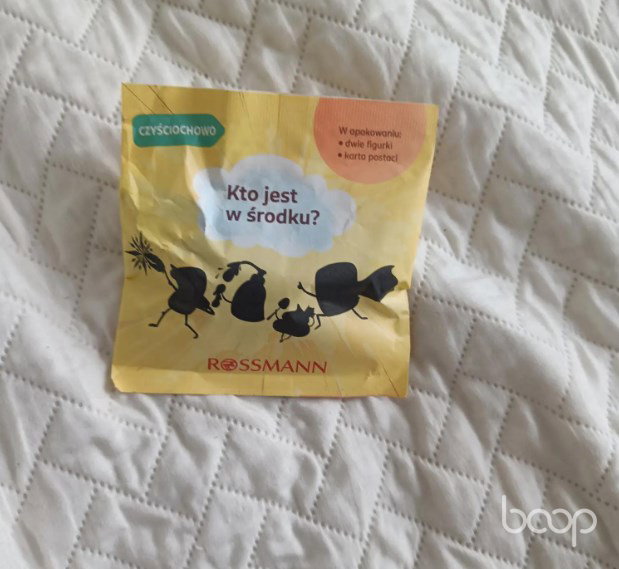 CZYŚCIOCHOWO
W opakowaniu:
• dwie figurki
• karta postaci
Kto jest
w środku?
ROSSMANN
boop